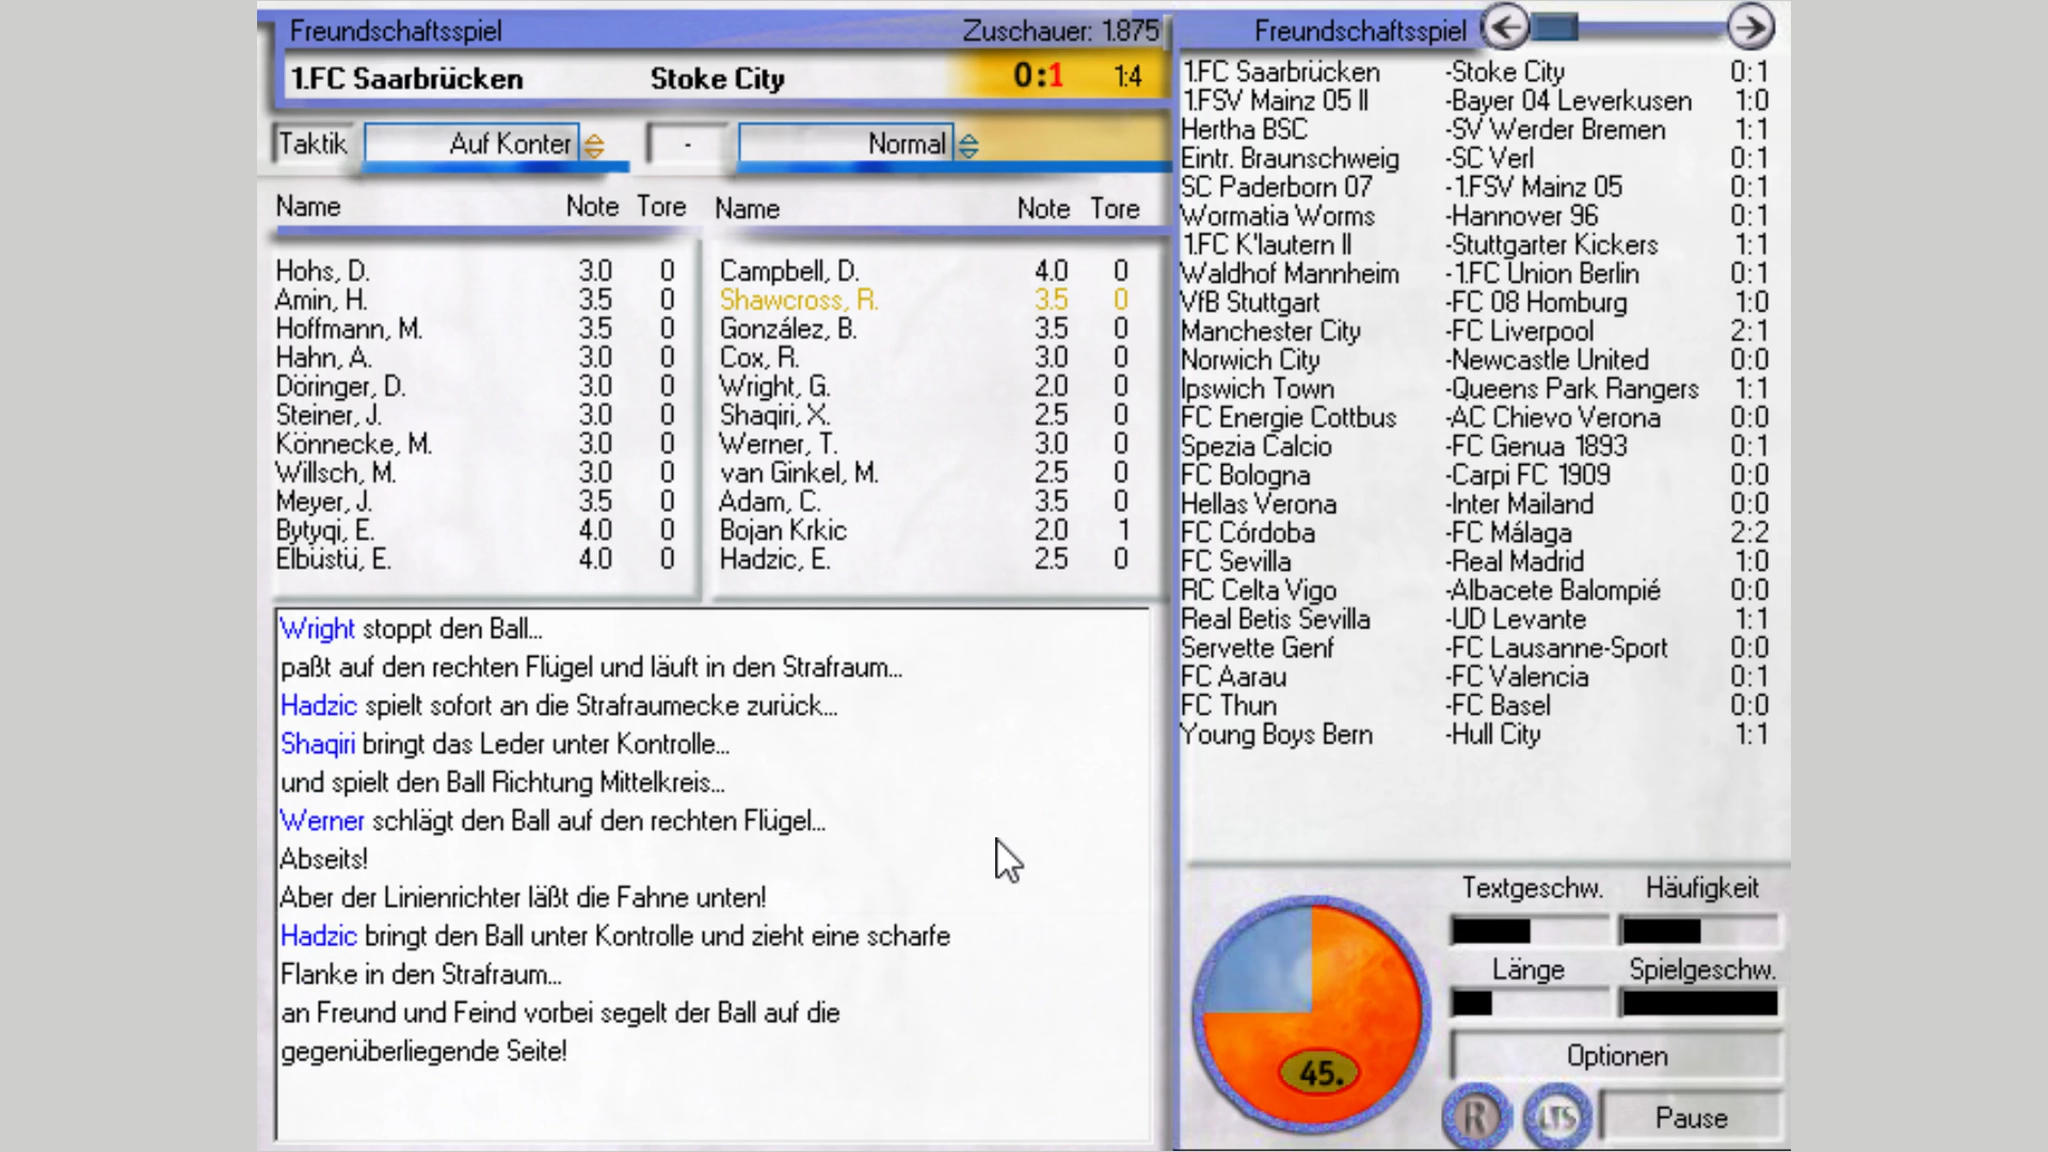 Freundschaftsspiel Zuschauer: 1.875
1.FC Saarbrücken Stoke City 0:1 1:4
Taktik Auf Konter - Normal
Name Note Tore Name Note Tore
Hohs, D. 3.0 0 Campbell, D. 4.0 0
Amin, H. 3.5 0 Shawcross, R. 3.5 0
Hoffmann, M. 3.5 0 González, B. 3.5 0
Hahn, A. 3.0 0 Cox, R. 3.0 0
Döringer, D. 3.0 0 Wright, G. 2.0 0
Steiner, J. 3.0 0 Shaqiri, X. 2.5 0
Könnecke, M. 3.0 0 Werner, T. 3.0 0
Willsch, M. 3.0 0 van Ginkel, M. 2.5 0
Meyer, J. 3.5 0 Adam, C. 3.5 0
Bytyqi, E. 4.0 0 Bojan Krkic 2.0 1
Elbüstü, E. 4.0 0 Hadzic, E. 2.5 0
Wright stoppt den Ball...
paßt auf den rechten Flügel und läuft in den Strafraum...
Hadzic spielt sofort an die Strafraumecke zurück...
Shaqiri bringt das Leder unter Kontrolle...
und spielt den Ball Richtung Mittelkreis...
Werner schlägt den Ball auf den rechten Flügel...
Abseits!
Aber der Linienrichter läßt die Fahne unten!
Hadzic bringt den Ball unter Kontrolle und zieht eine scharfe
Flanke in den Strafraum...
an Freund und Feind vorbei segelt der Ball auf die
gegenüberliegende Seite!
Freundschaftsspiel
1.FC Saarbrücken -Stoke City 0:1
1.FSV Mainz 05 II -Bayer 04 Leverkusen 1:0
Hertha BSC -SV Werder Bremen 1:1
Eintr. Braunschweig -SC Verl 0:1
SC Paderborn 07 -1.FSV Mainz 05 0:1
Wormatia Worms -Hannover 96 0:1
1.FC K'lautern II -Stuttgarter Kickers 1:1
Waldhof Mannheim -1.FC Union Berlin 0:1
VfB Stuttgart -FC 08 Homburg 1:0
Manchester City -FC Liverpool 2:1
Norwich City -Newcastle United 0:0
Ipswich Town -Queens Park Rangers 1:1
FC Energie Cottbus -AC Chievo Verona 0:0
Spezia Calcio -FC Genua 1893 0:1
FC Bologna -Carpi FC 1909 0:0
Hellas Verona -Inter Mailand 0:0
FC Córdoba -FC Málaga 2:2
FC Sevilla -Real Madrid 1:0
RC Celta Vigo -Albacete Balompié 0:0
Real Betis Sevilla -UD Levante 1:1
Servette Genf -FC Lausanne-Sport 0:0
FC Aarau -FC Valencia 0:1
FC Thun -FC Basel 0:0
Young Boys Bern -Hull City 1:1
Textgeschw. Häufigkeit
Länge Spielgeschw.
45.
Optionen
R LTS Pause